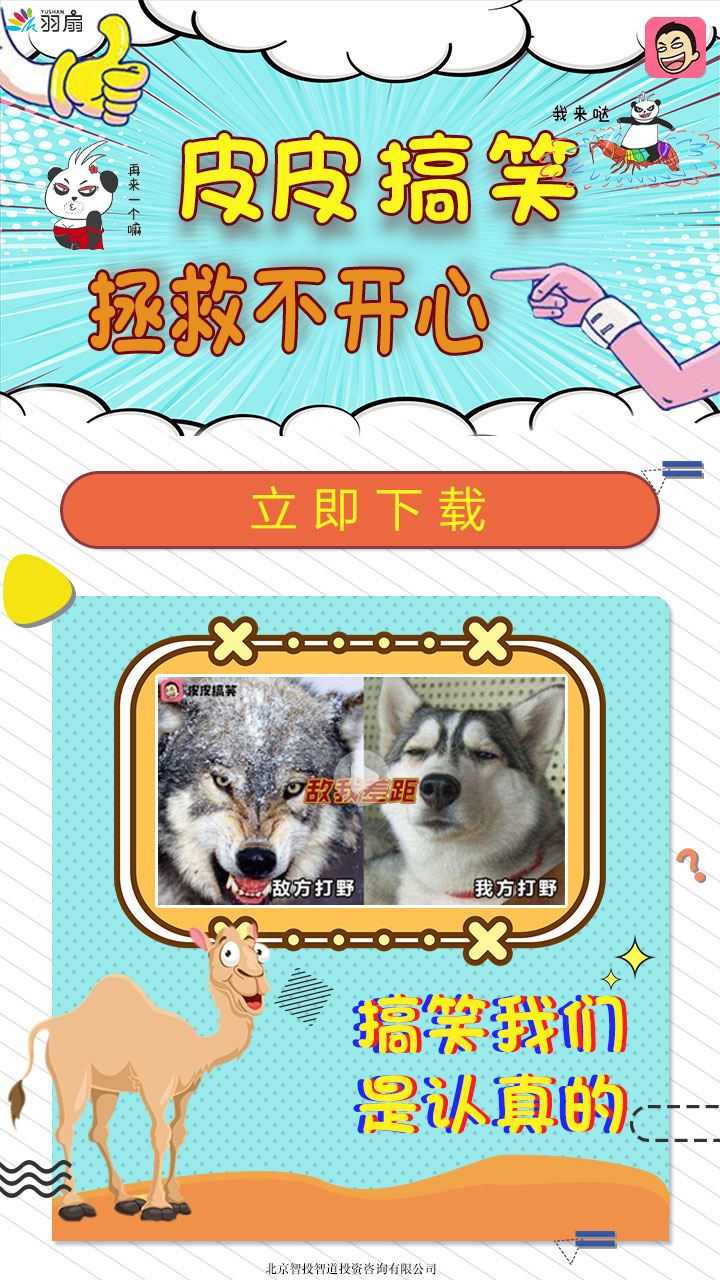 YUSHAN
羽扇
我来哒
再来一个嘛
皮皮搞笑
拯救不开心
立即下载
皮皮搞笑
敌我差距
敌方打野
我方打野
搞笑我们
是认真的
北京智投智道投资咨询有限公司